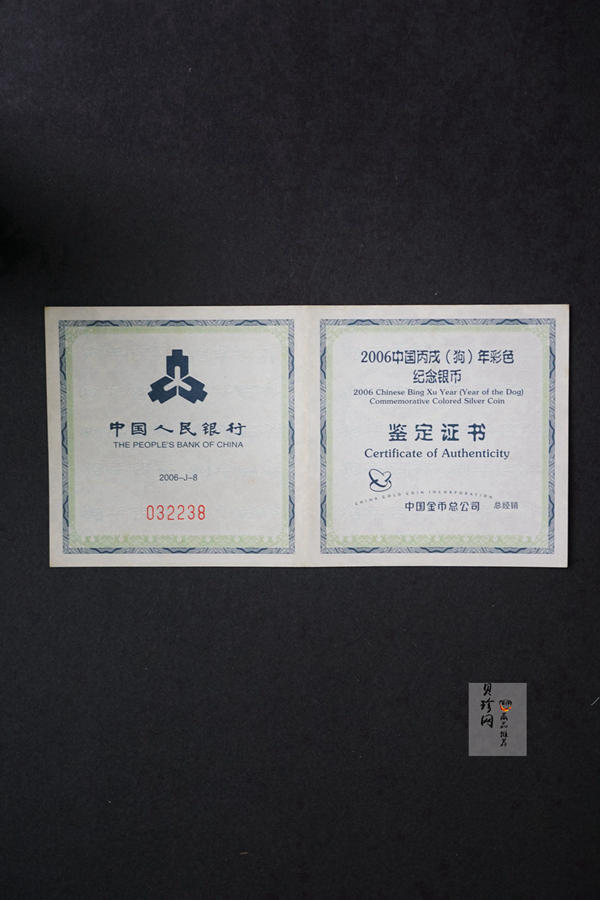 中国人民银行
THE PEOPLE'S BANK OF CHINA
2006-J-8
032238
2006中国丙戌（狗）年彩色
纪念银币
2006 Chinese Bing Xu Year (Year of the Dog)
Commemorative Colored Silver Coin
鉴定证书
Certificate of Authenticity
CHINA GOLD COIN INCORPORATION
中国金币总公司 总经销
贝珍网